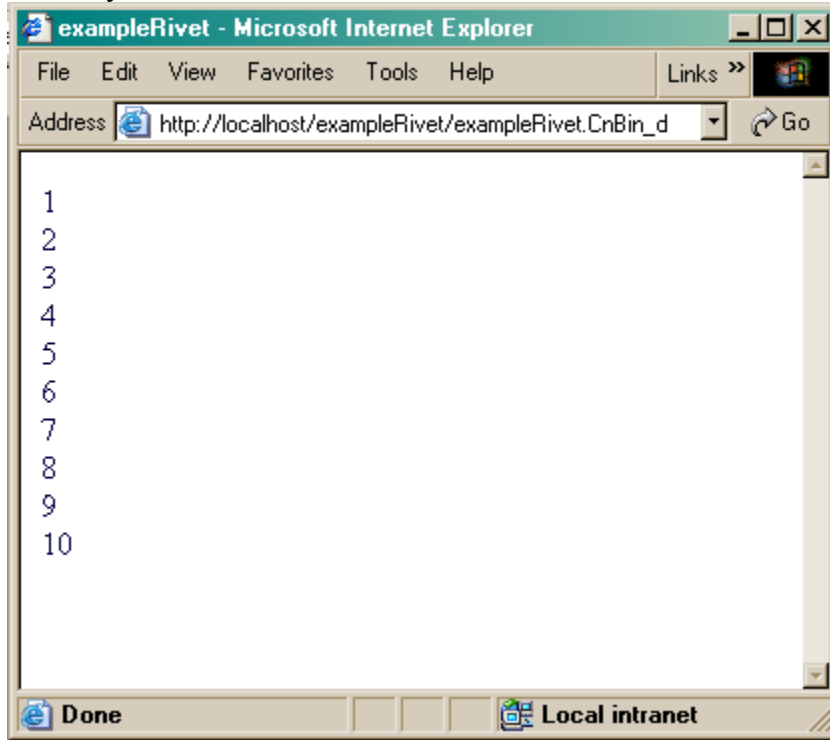 exampleRivet - Microsoft Internet Explorer
File Edit View Favorites Tools Help Links »
Address http://localhost/exampleRivet/exampleRivet.CnBin_d Go
1
2
3
4
5
6
7
8
9
10
Done Local intranet